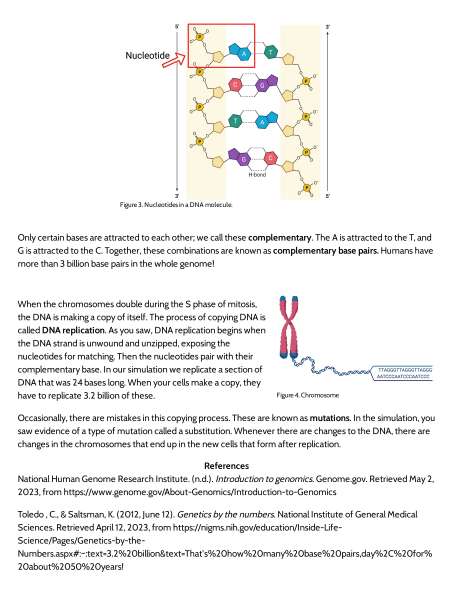 5'
3'
P
P
Nucleotide
A
T
P
P
C
G
P
P
T
A
P
P
G
C
P
H-bond
3'
5'
Figure 3. Nucleotides in a DNA molecule.
Only certain bases are attracted to each other; we call these complementary. The A is attracted to the T, and
G is attracted to the C. Together, these combinations are known as complementary base pairs. Humans have
more than 3 billion base pairs in the whole genome!
When the chromosomes double during the S phase of mitosis,
the DNA is making a copy of itself. The process of copying DNA is
called DNA replication. As you saw, DNA replication begins when
the DNA strand is unwound and unzipped, exposing the
nucleotides for matching. Then the nucleotides pair with their
complementary base. In our simulation we replicate a section of
DNA that was 24 bases long. When your cells make a copy, they
have to replicate 3.2 billion of these.
TTAGGGTTAGGGTTAGGG
AATCCCAATCCCAATCCC
Figure 4. Chromosome
Occasionally, there are mistakes in this copying process. These are known as mutations. In the simulation, you
saw evidence of a type of mutation called a substitution. Whenever there are changes to the DNA, there are
changes in the chromosomes that end up in the new cells that form after replication.
References
National Human Genome Research Institute. (n.d.). Introduction to genomics. Genome.gov. Retrieved May 2,
2023, from https://www.genome.gov/About-Genomics/Introduction-to-Genomics
Toledo , C., & Saltsman, K. (2012, June 12). Genetics by the numbers. National Institute of General Medical
Sciences. Retrieved April 12, 2023, from https://nigms.nih.gov/education/Inside-Life-
Science/Pages/Genetics-by-the-
Numbers.aspx#:~:text=3.2%20billion&text=That's%20how%20many%20base%20pairs,day%2C%20for%
20about%2050%20years!